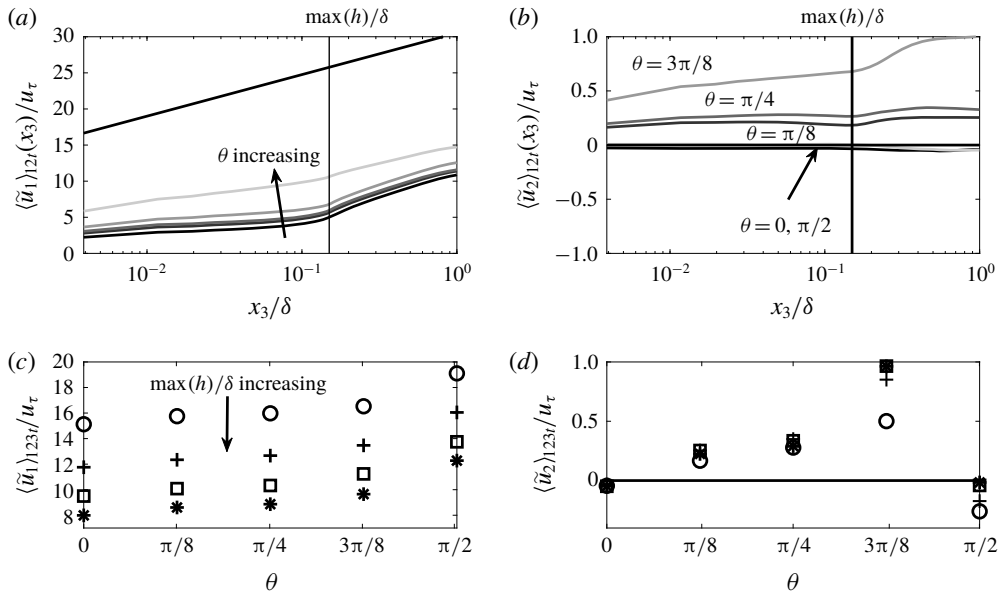 (a) max(h)/δ
30
25
20
15
10
5
0
⟨ũ₁⟩₁₂ₜ(x₃)/u_τ
θ increasing
10⁻² 10⁻¹ 10⁰
x₃/δ
(b) max(h)/δ
1.0
0.5
0
−0.5
−1.0
⟨ũ₂⟩₁₂ₜ(x₃)/u_τ
θ = 3π/8
θ = π/4
θ = π/8
θ = 0, π/2
10⁻² 10⁻¹ 10⁰
x₃/δ
(c)
20
18
16
14
12
10
8
⟨ũ₁⟩₁₂₃ₜ/u_τ
max(h)/δ increasing
0 π/8 π/4 3π/8 π/2
θ
(d)
1.0
0.5
0
⟨ũ₂⟩₁₂₃ₜ/u_τ
0 π/8 π/4 3π/8 π/2
θ